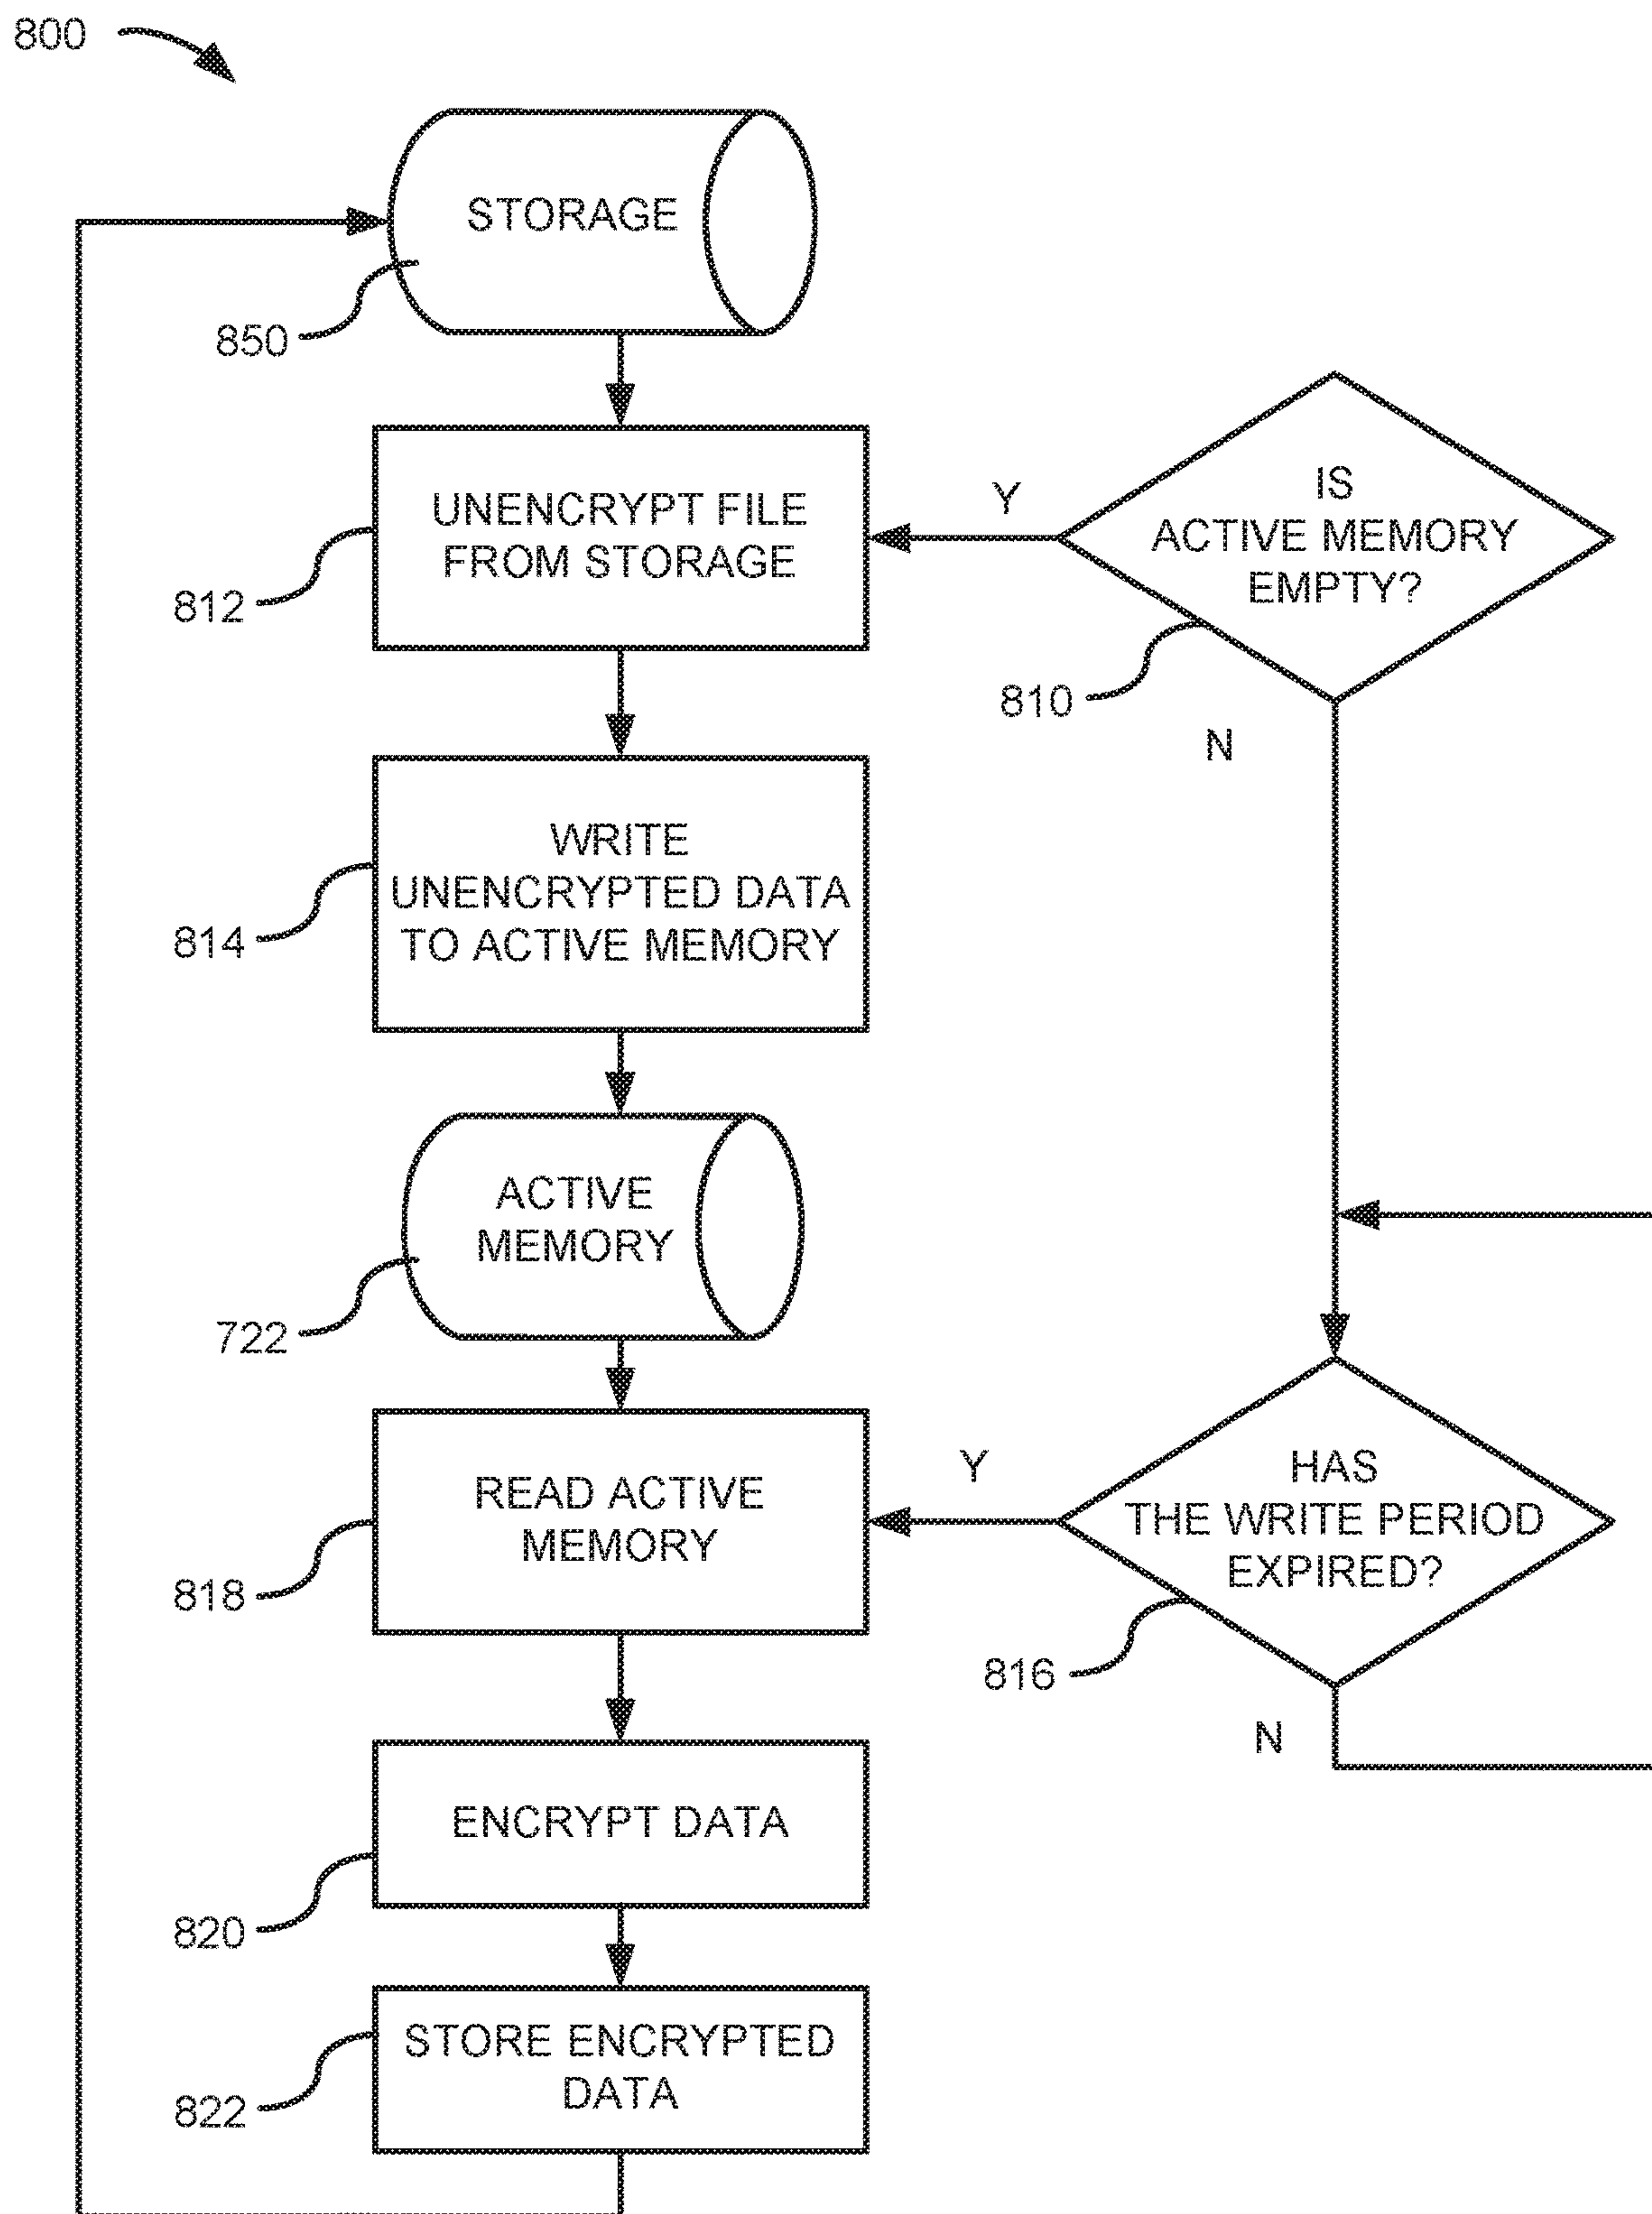 800
STORAGE
850
UNENCRYPT FILE
FROM STORAGE
812
Y
IS
ACTIVE MEMORY
EMPTY?
810
N
WRITE
UNENCRYPTED DATA
TO ACTIVE MEMORY
814
ACTIVE
MEMORY
722
READ ACTIVE
MEMORY
818
Y
HAS
THE WRITE PERIOD
EXPIRED?
816
N
ENCRYPT DATA
820
STORE ENCRYPTED
DATA
822